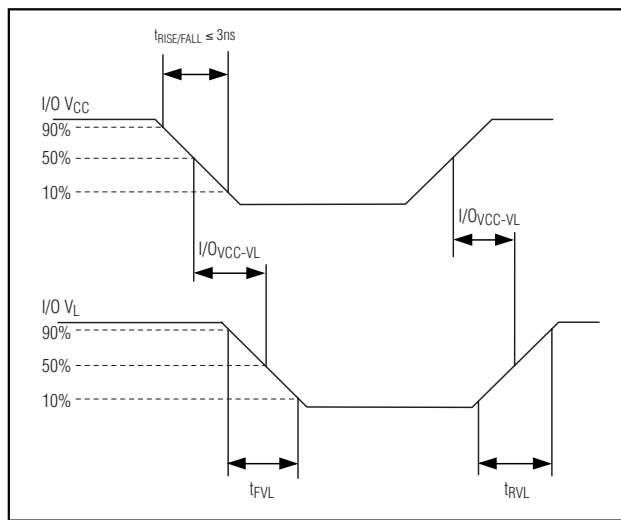 tRISE/FALL ≤ 3ns
I/O VCC
90%
50%
10%
I/OVCC-VL
I/OVCC-VL
I/O VL
90%
50%
10%
tFVL
tRVL